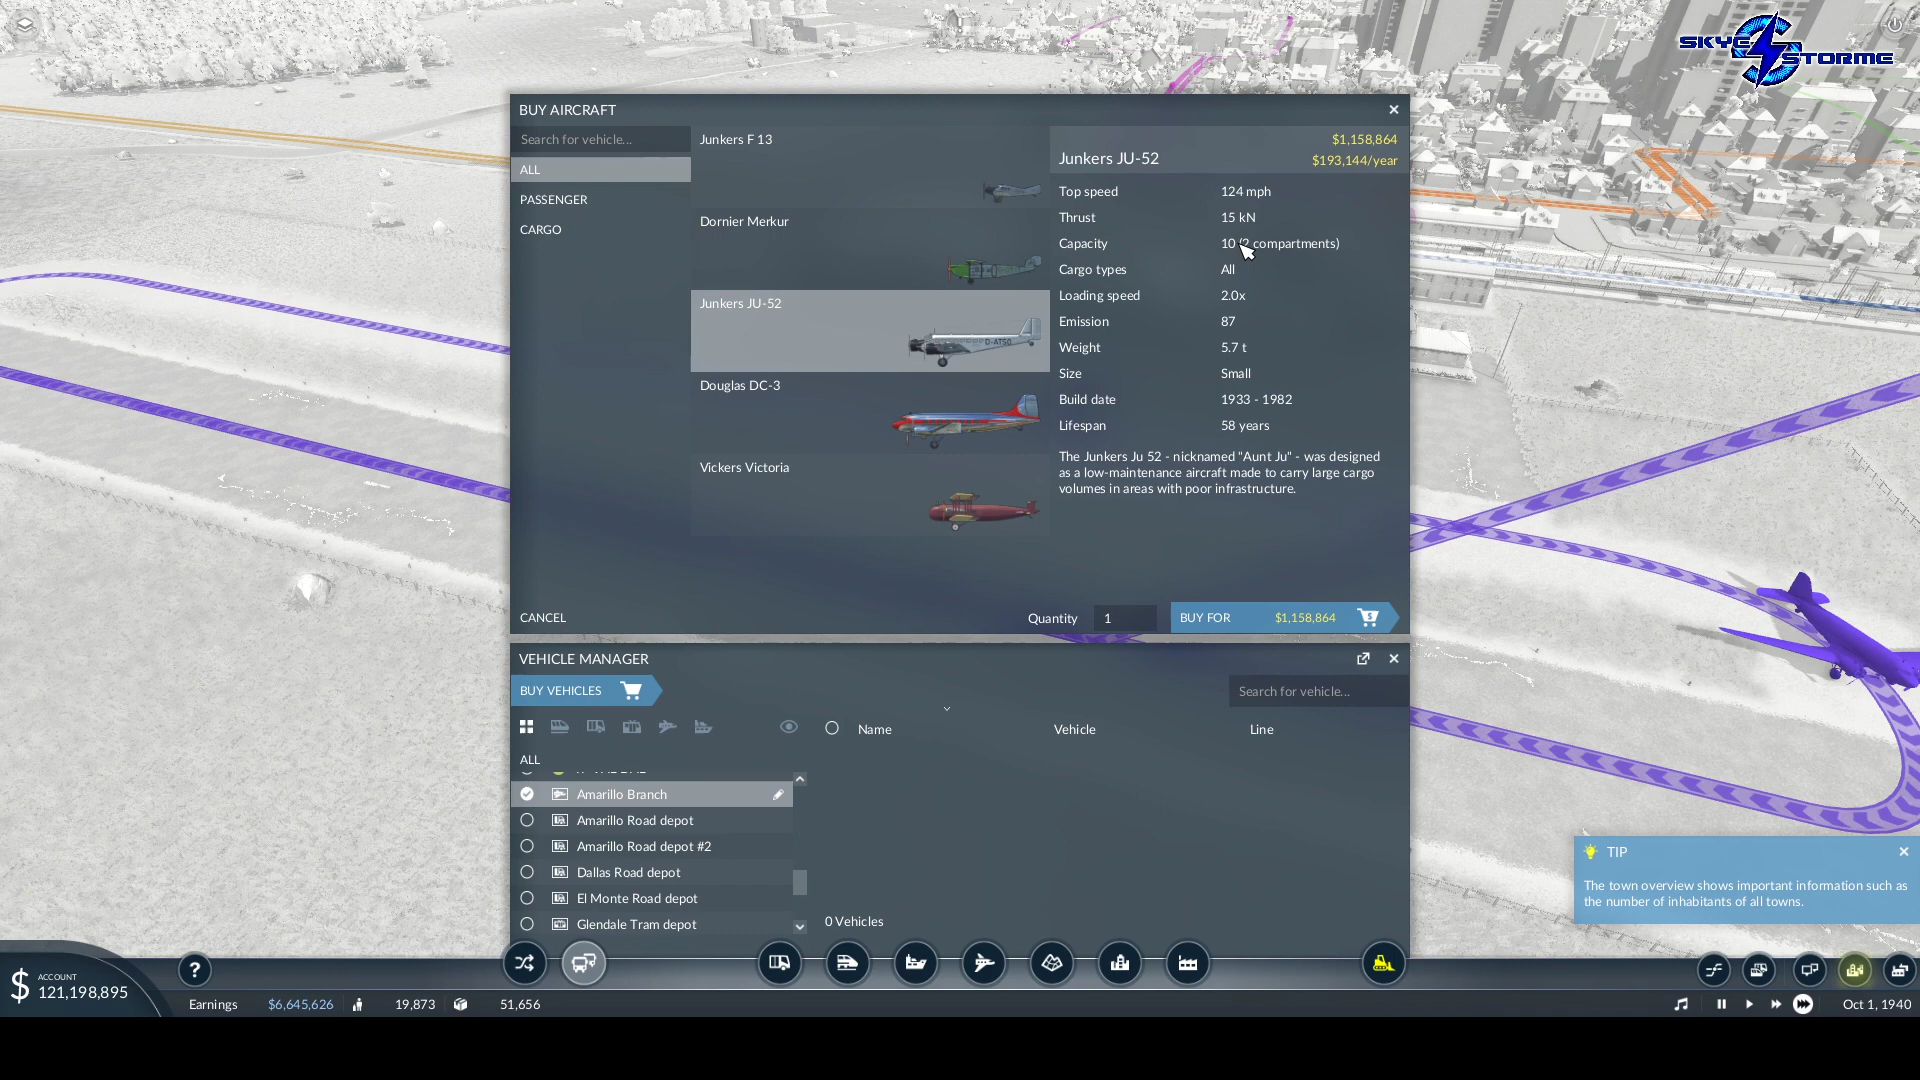 SKYE STORME
BUY AIRCRAFT
Search for vehicle...
ALL
PASSENGER
CARGO
Junkers F 13
Dornier Merkur
Junkers JU-52
D-ATSO
Douglas DC-3
Vickers Victoria
$1,158,864
Junkers JU-52
$193,144/year
Top speed 124 mph
Thrust 15 kN
Capacity 10 (2 compartments)
Cargo types All
Loading speed 2.0x
Emission 87
Weight 5.7 t
Size Small
Build date 1933 - 1982
Lifespan 58 years
The Junkers Ju 52 - nicknamed "Aunt Ju" - was designed
as a low-maintenance aircraft made to carry large cargo
volumes in areas with poor infrastructure.
CANCEL
Quantity 1
BUY FOR $1,158,864
VEHICLE MANAGER
BUY VEHICLES
Search for vehicle...
Name Vehicle Line
ALL
Amarillo Branch
Amarillo Road depot
Amarillo Road depot #2
Dallas Road depot
El Monte Road depot
Glendale Tram depot
0 Vehicles
TIP
The town overview shows important information such as
the number of inhabitants of all towns.
$ ACCOUNT
121,198,895
?
Earnings $6,645,626 19,873 51,656
Oct 1, 1940